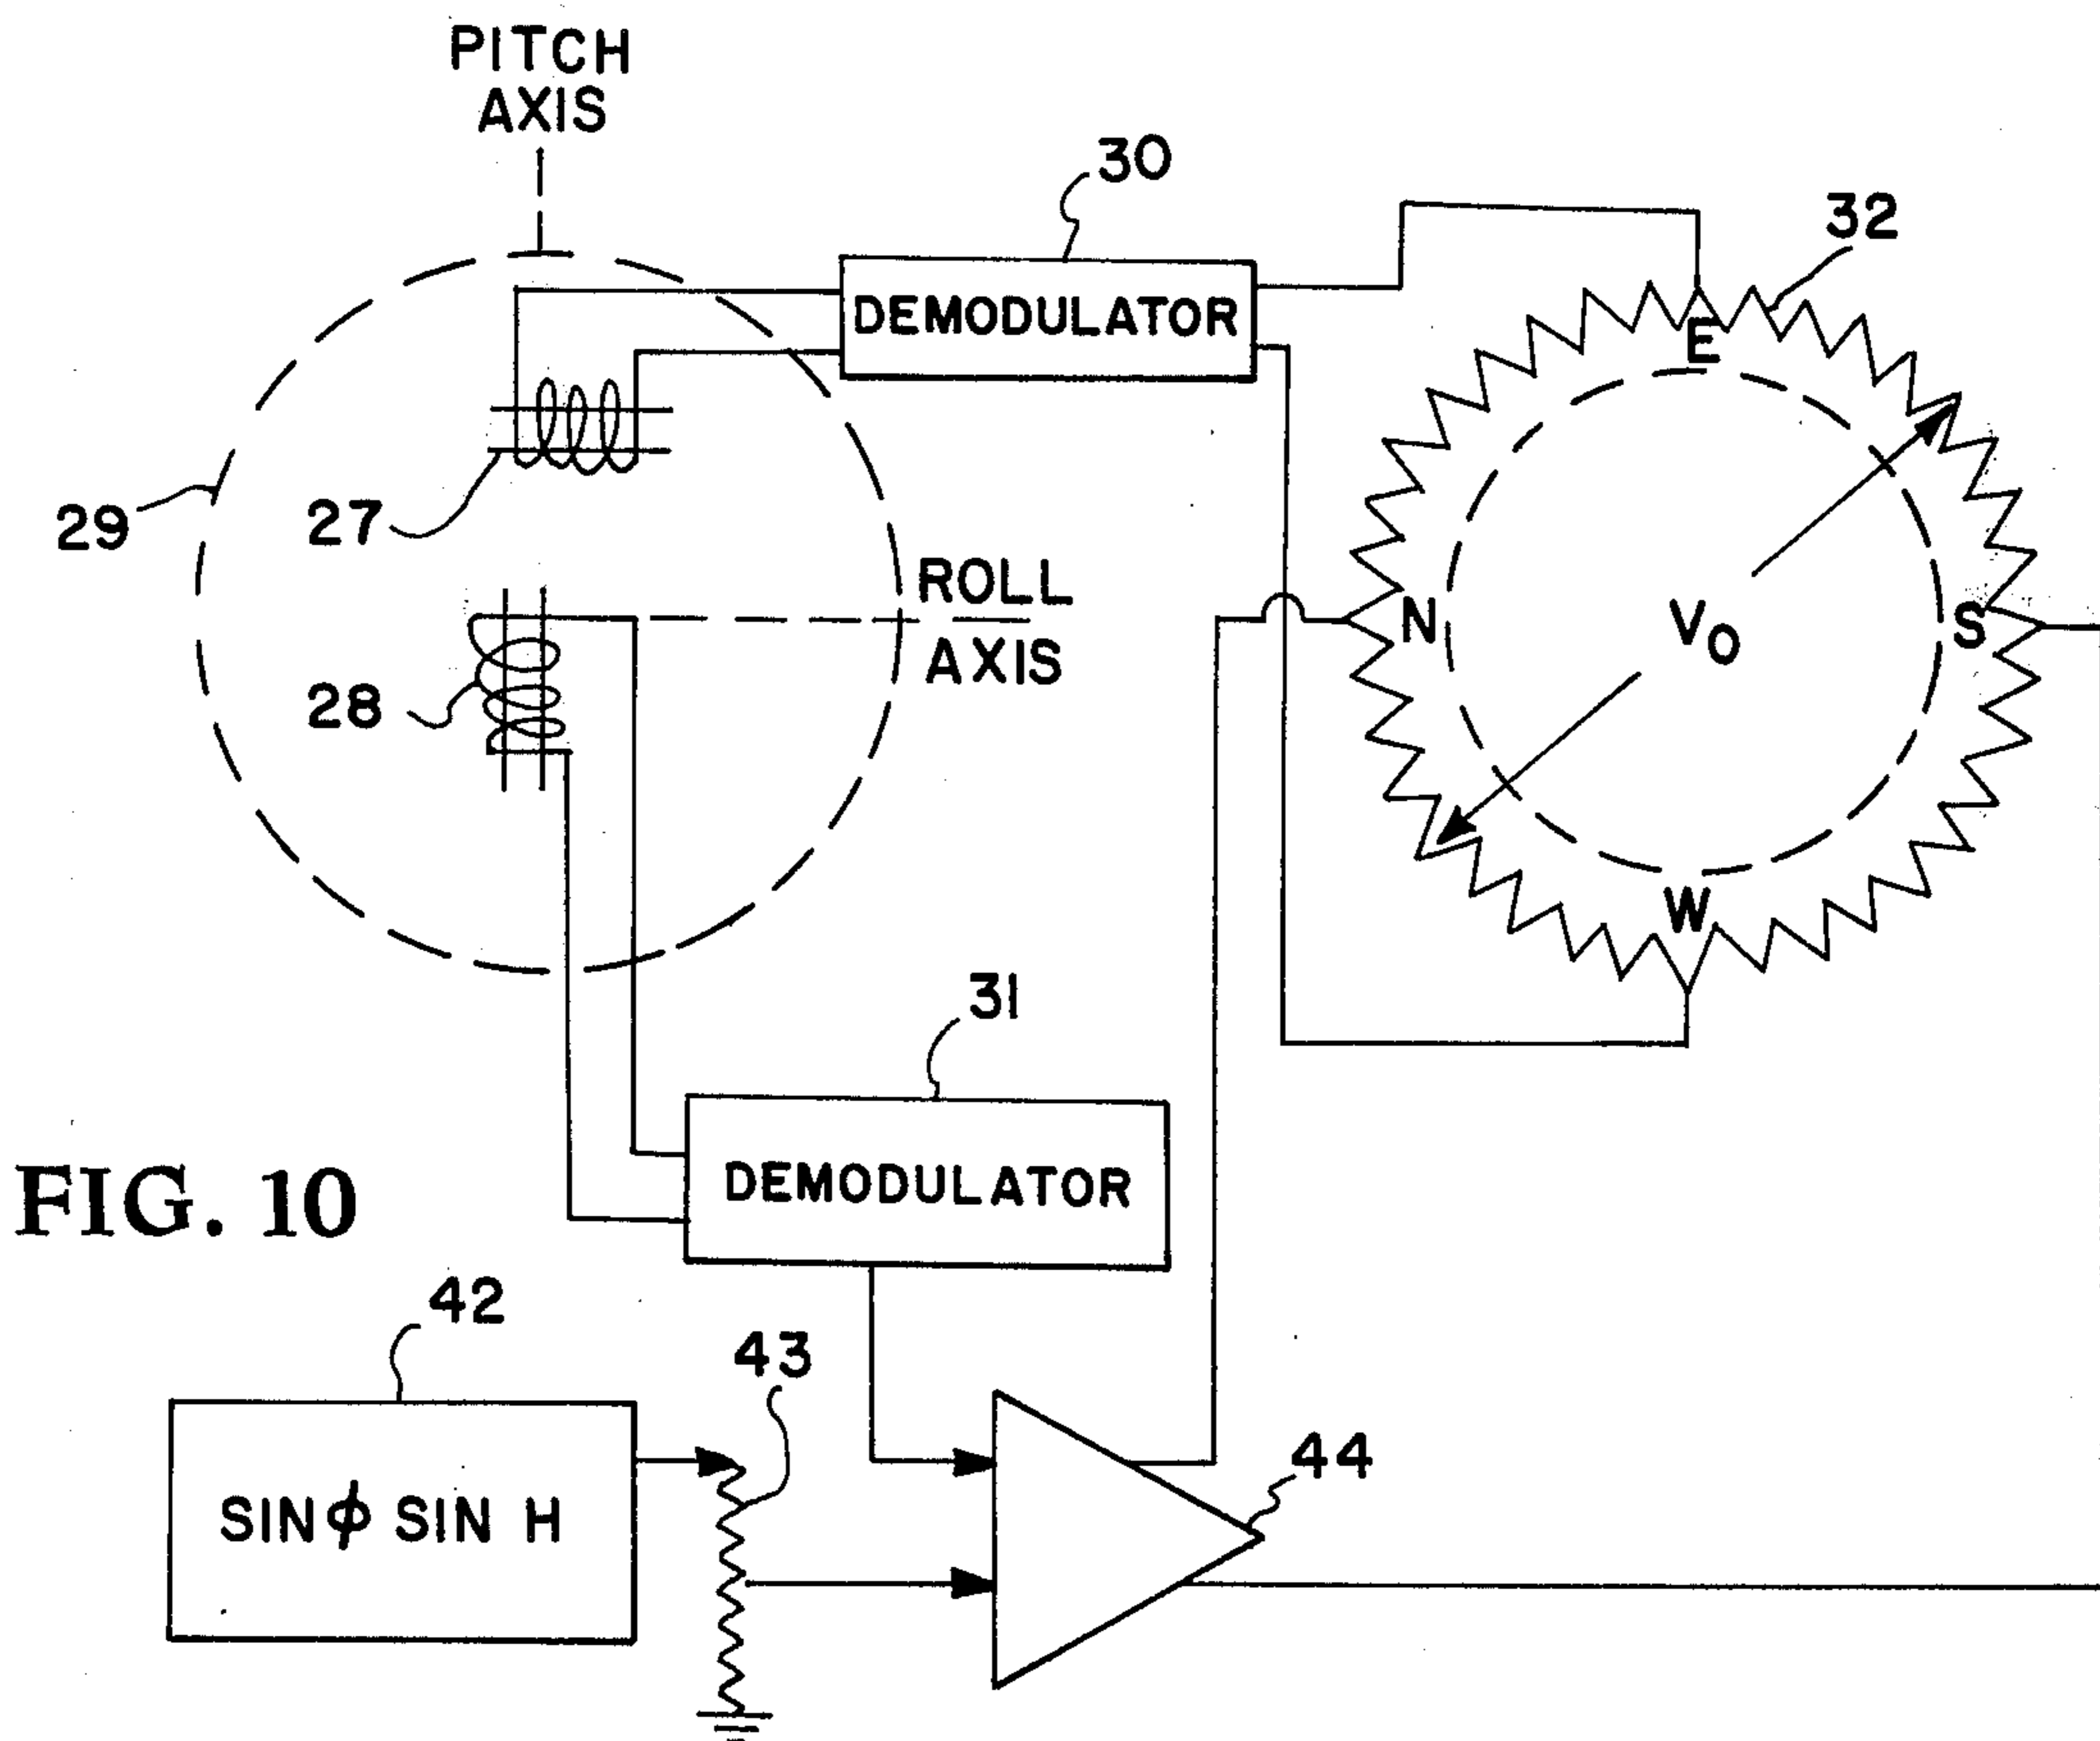 PITCH
AXIS
30
DEMODULATOR
32
E
29
27
ROLL
AXIS
N
V₀
S
28
W
31
DEMODULATOR
FIG. 10
42
43
44
SIN ϕ SIN H